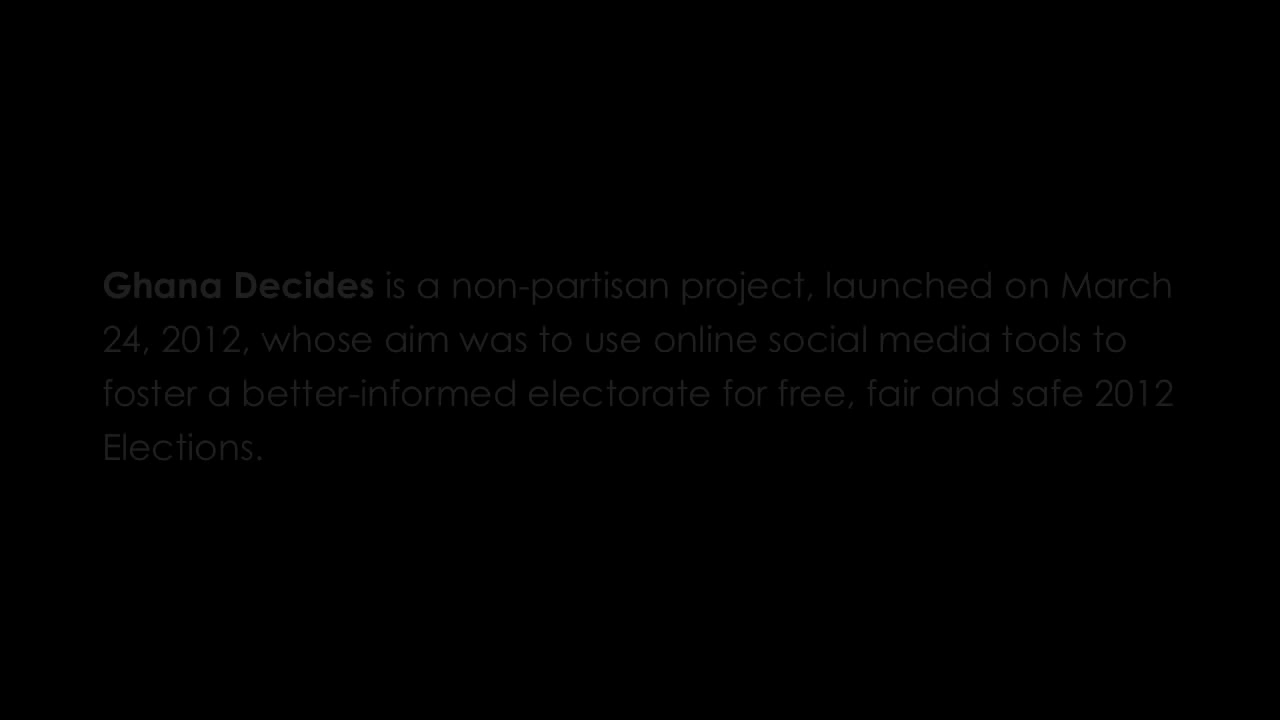 Ghana Decides is a non-partisan project, launched on March
24, 2012, whose aim was to use online social media tools to
foster a better-informed electorate for free, fair and safe 2012
Elections.